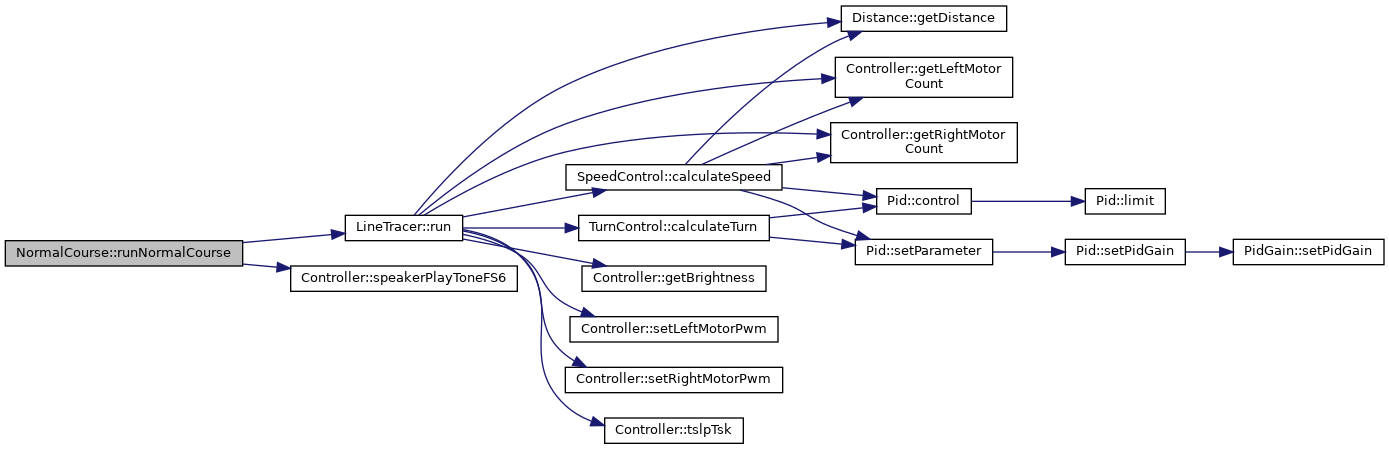 NormalCourse::runNormalCourse
LineTracer::run
Controller::speakerPlayToneFS6
Distance::getDistance
Controller::getLeftMotor
Count
Controller::getRightMotor
Count
SpeedControl::calculateSpeed
TurnControl::calculateTurn
Controller::getBrightness
Controller::setLeftMotorPwm
Controller::setRightMotorPwm
Controller::tslpTsk
Pid::control
Pid::setParameter
Pid::limit
Pid::setPidGain
PidGain::setPidGain